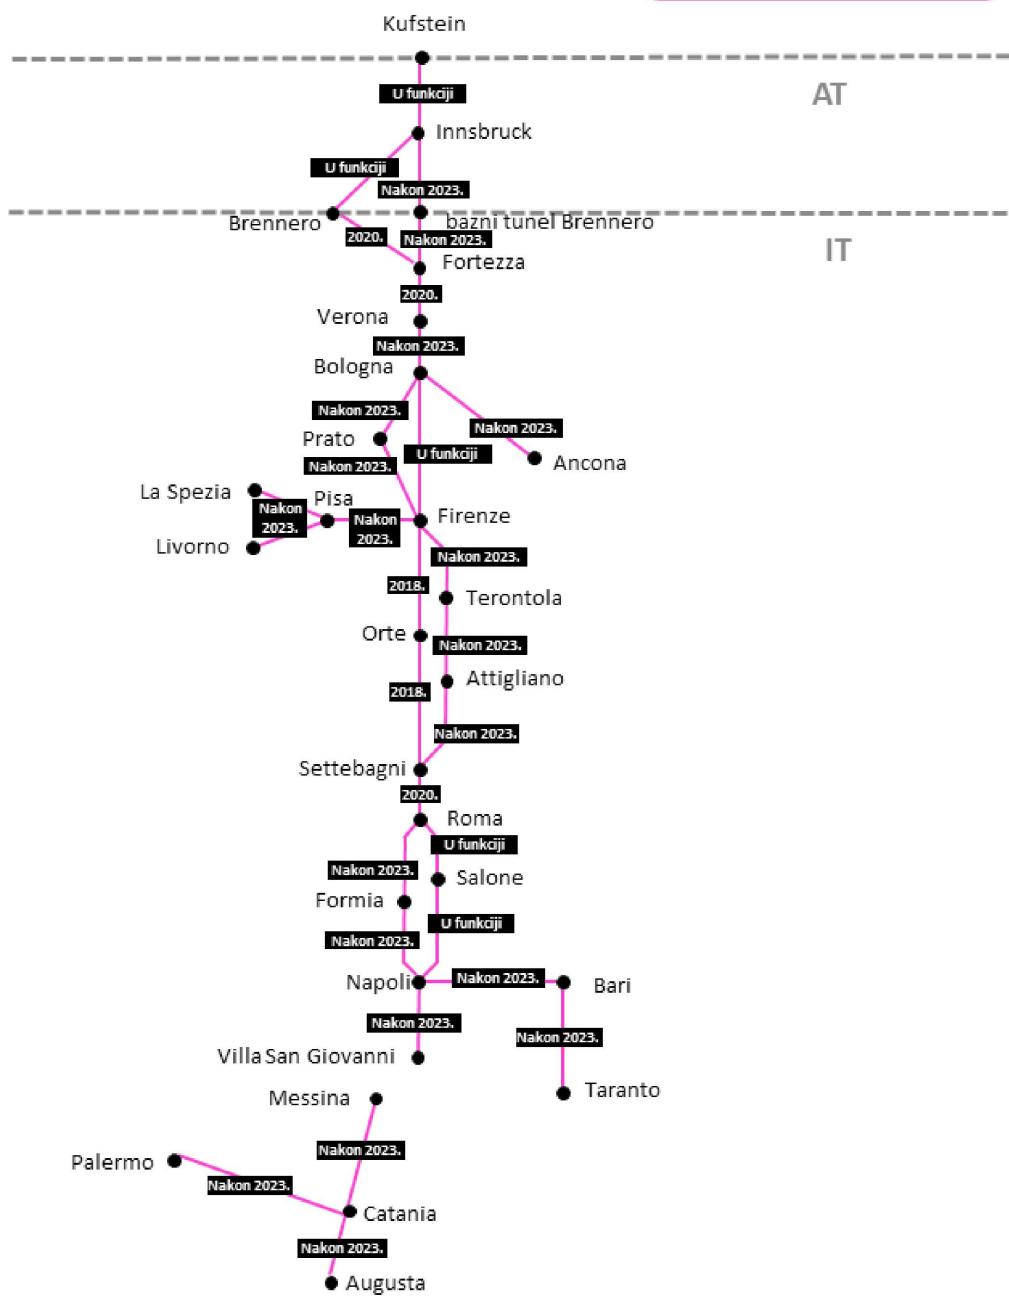 Kufstein
U funkciji
AT
Innsbruck
U funkciji
Nakon 2023.
Brennero
bazni tunel Brennero
2020.
Nakon 2023.
IT
Fortezza
2020.
Verona
Nakon 2023.
Bologna
Nakon 2023.
Nakon 2023.
Prato
U funkciji
Nakon 2023.
Ancona
La Spezia
Pisa
Nakon
2023.
Nakon
2023.
Firenze
Livorno
Nakon 2023.
2018.
Terontola
Orte
Nakon 2023.
Attigliano
2018.
Nakon 2023.
Settebagni
2020.
Roma
U funkciji
Nakon 2023.
Salone
Formia
U funkciji
Nakon 2023.
Napoli
Nakon 2023.
Bari
Nakon 2023.
Nakon 2023.
Villa San Giovanni
Taranto
Messina
Nakon 2023.
Palermo
Nakon 2023.
Catania
Nakon 2023.
Augusta